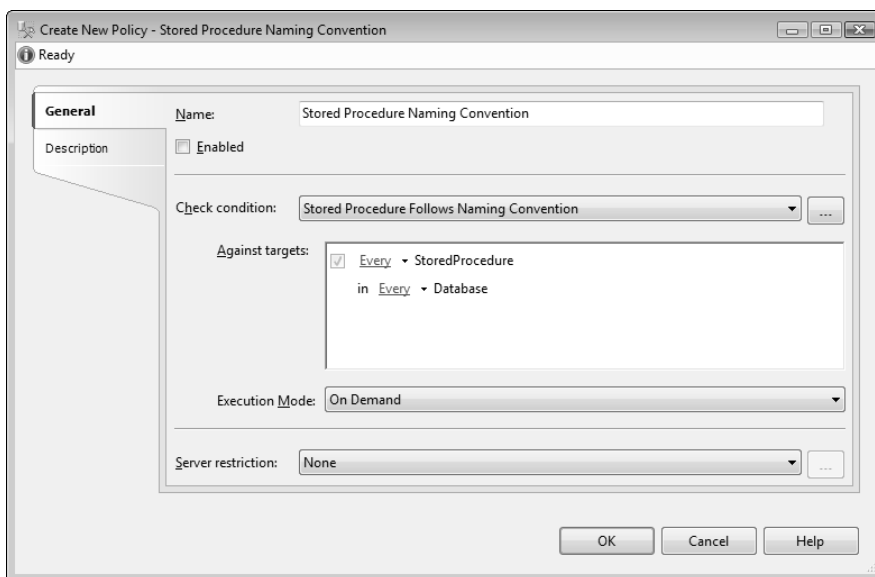 Create New Policy - Stored Procedure Naming Convention
Ready
General
Description
Name: Stored Procedure Naming Convention
Enabled
Check condition: Stored Procedure Follows Naming Convention ...
Against targets: Every StoredProcedure
in Every Database
Execution Mode: On Demand
Server restriction: None ...
OK Cancel Help